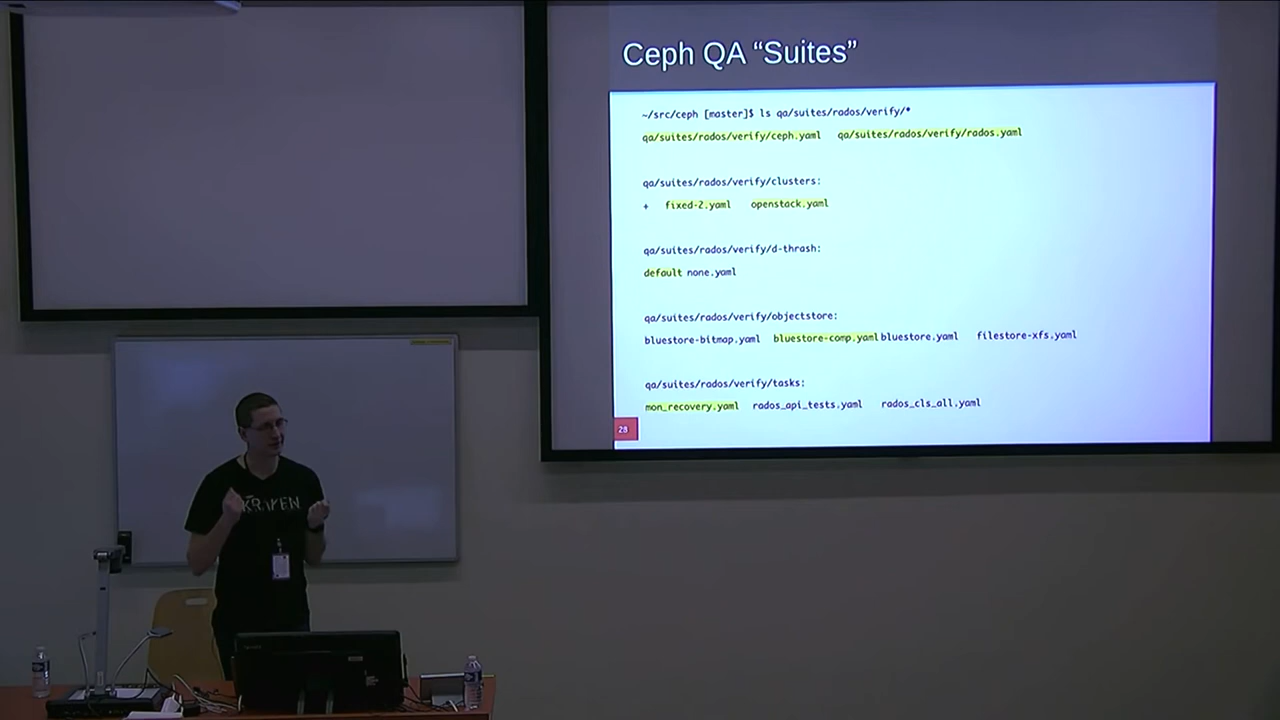 Ceph QA “Suites”
~/src/ceph [master]$ ls qa/suites/rados/verify/*
qa/suites/rados/verify/ceph.yaml qa/suites/rados/verify/rados.yaml
qa/suites/rados/verify/clusters:
+ fixed-2.yaml openstack.yaml
qa/suites/rados/verify/d-thrash:
default none.yaml
qa/suites/rados/verify/objectstore:
bluestore-bitmap.yaml bluestore-comp.yaml bluestore.yaml filestore-xfs.yaml
qa/suites/rados/verify/tasks:
mon_recovery.yaml rados_api_tests.yaml rados_cls_all.yaml
28
KRAKEN